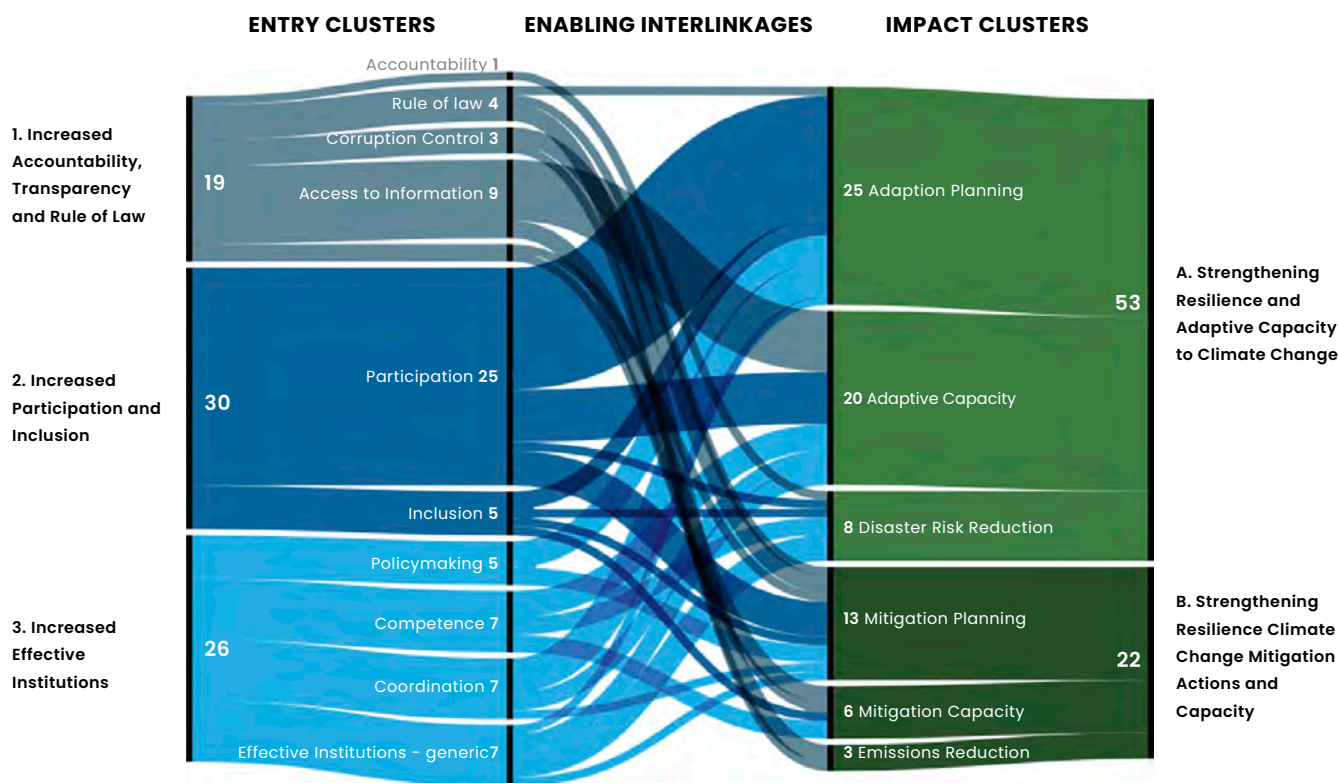 ENTRY CLUSTERS
ENABLING INTERLINKAGES
IMPACT CLUSTERS
1. Increased
Accountability,
Transparency
and Rule of Law
19
Accountability 1
Rule of law 4
Corruption Control 3
Access to Information 9
2. Increased
Participation and
Inclusion
30
Participation 25
Inclusion 5
3. Increased
Effective
Institutions
26
Policymaking 5
Competence 7
Coordination 7
Effective Institutions - generic7
25 Adaption Planning
20 Adaptive Capacity
8 Disaster Risk Reduction
53
A. Strengthening
Resilience and
Adaptive Capacity
to Climate Change
13 Mitigation Planning
6 Mitigation Capacity
3 Emissions Reduction
22
B. Strengthening
Resilience Climate
Change Mitigation
Actions and
Capacity